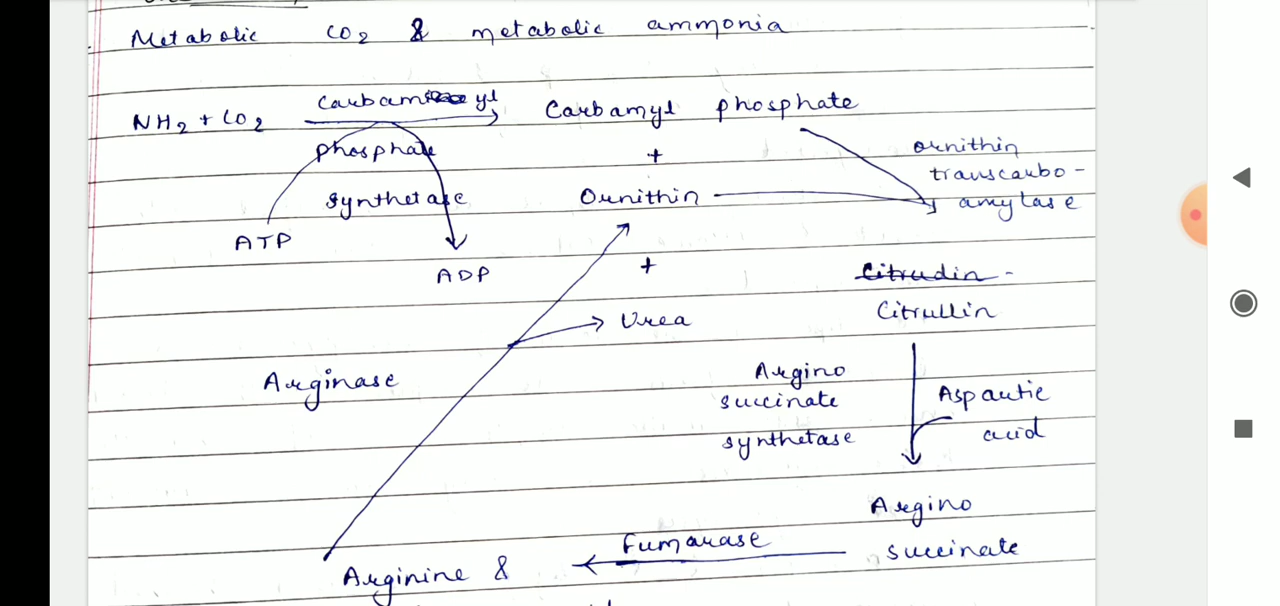 Metabolic CO2 & metabolic ammonia
NH2 + CO2
Carbamyl
phosphate
synthetase
ATP
ADP
Carbamyl phosphate
+
Ornithin
ornithin
transcarbo-
amylase
+
Urea
Citrudin -
Citrullin
Arginase
Argino
succinate
synthetase
Aspartic
acid
Argino
succinate
Fumarase
Arginine &